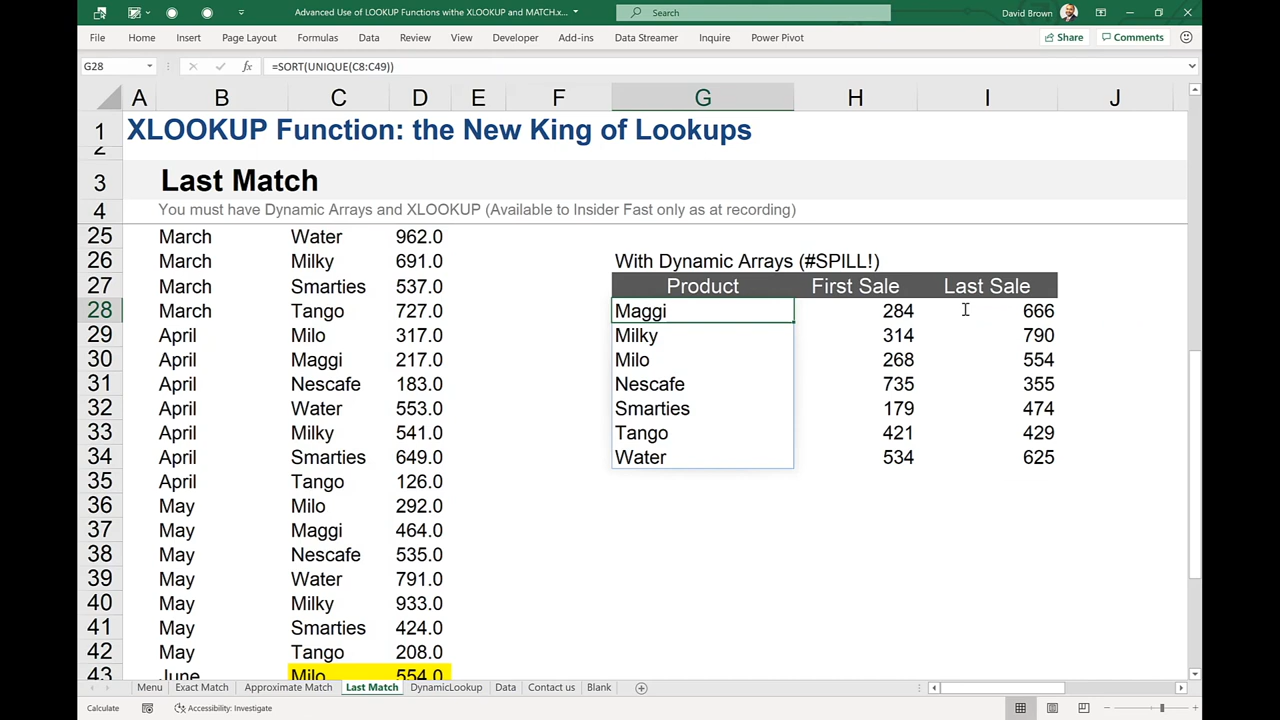 Advanced Use of LOOKUP Functions withe the XLOOKUP and MATCH.x...
Search
David Brown
File Home Insert Page Layout Formulas Data Review View Developer Add-ins Data Streamer Inquire Power Pivot Share Comments
G28 fx =SORT(UNIQUE(C8:C49))
A B C D E F G H I J
1 XLOOKUP Function: the New King of Lookups
2
3 Last Match
4 You must have Dynamic Arrays and XLOOKUP (Available to Insider Fast only as at recording)
25 March Water 962.0
26 March Milky 691.0 With Dynamic Arrays (#SPILL!)
27 March Smarties 537.0 Product First Sale Last Sale
28 March Tango 727.0 Maggi 284 666
29 April Milo 317.0 Milky 314 790
30 April Maggi 217.0 Milo 268 554
31 April Nescafe 183.0 Nescafe 735 355
32 April Water 553.0 Smarties 179 474
33 April Milky 541.0 Tango 421 429
34 April Smarties 649.0 Water 534 625
35 April Tango 126.0
36 May Milo 292.0
37 May Maggi 464.0
38 May Nescafe 535.0
39 May Water 791.0
40 May Milky 933.0
41 May Smarties 424.0
42 May Tango 208.0
43 June Milo 554.0
Menu Exact Match Approximate Match Last Match DynamicLookup Data Contact us Blank
Calculate Accessibility: Investigate